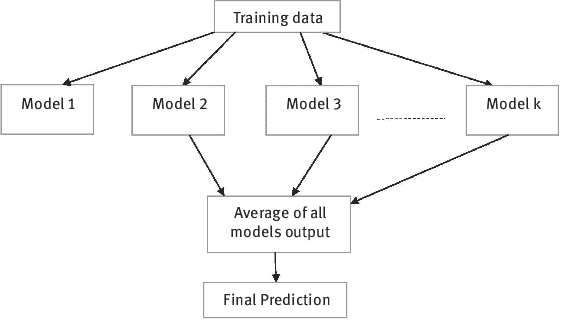 Training data
Model 1
Model 2
Model 3
Model k
Average of all
models output
Final Prediction